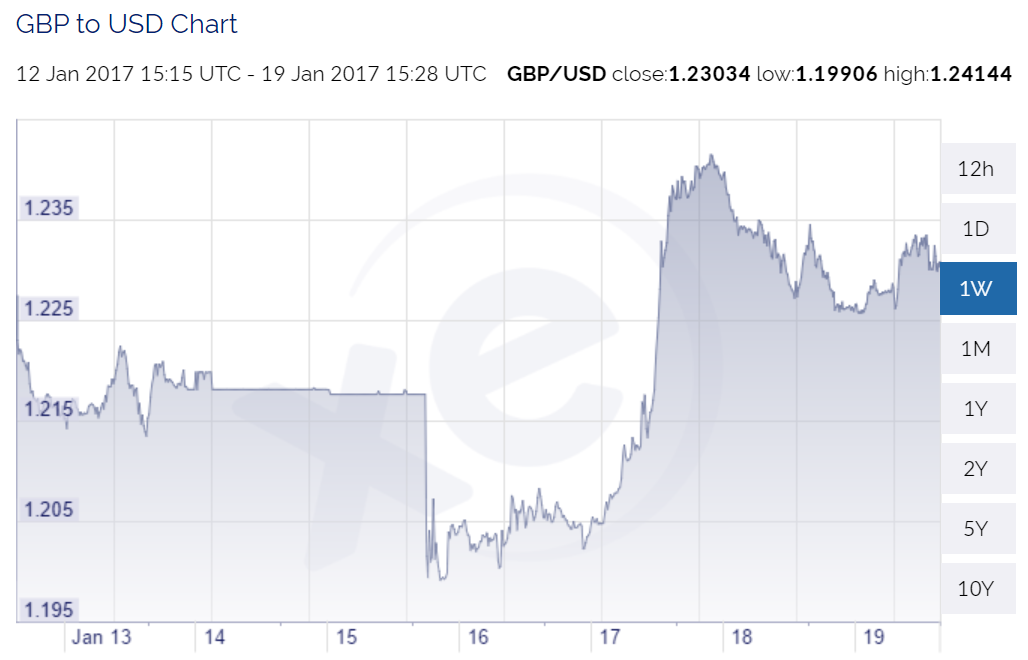 GBP to USD Chart
12 Jan 2017 15:15 UTC - 19 Jan 2017 15:28 UTC GBP/USD close:1.23034 low:1.19906 high:1.24144
1.235
1.225
1.215
1.205
1.195
xe
Jan 13 14 15 16 17 18 19
12h
1D
1W
1M
1Y
2Y
5Y
10Y